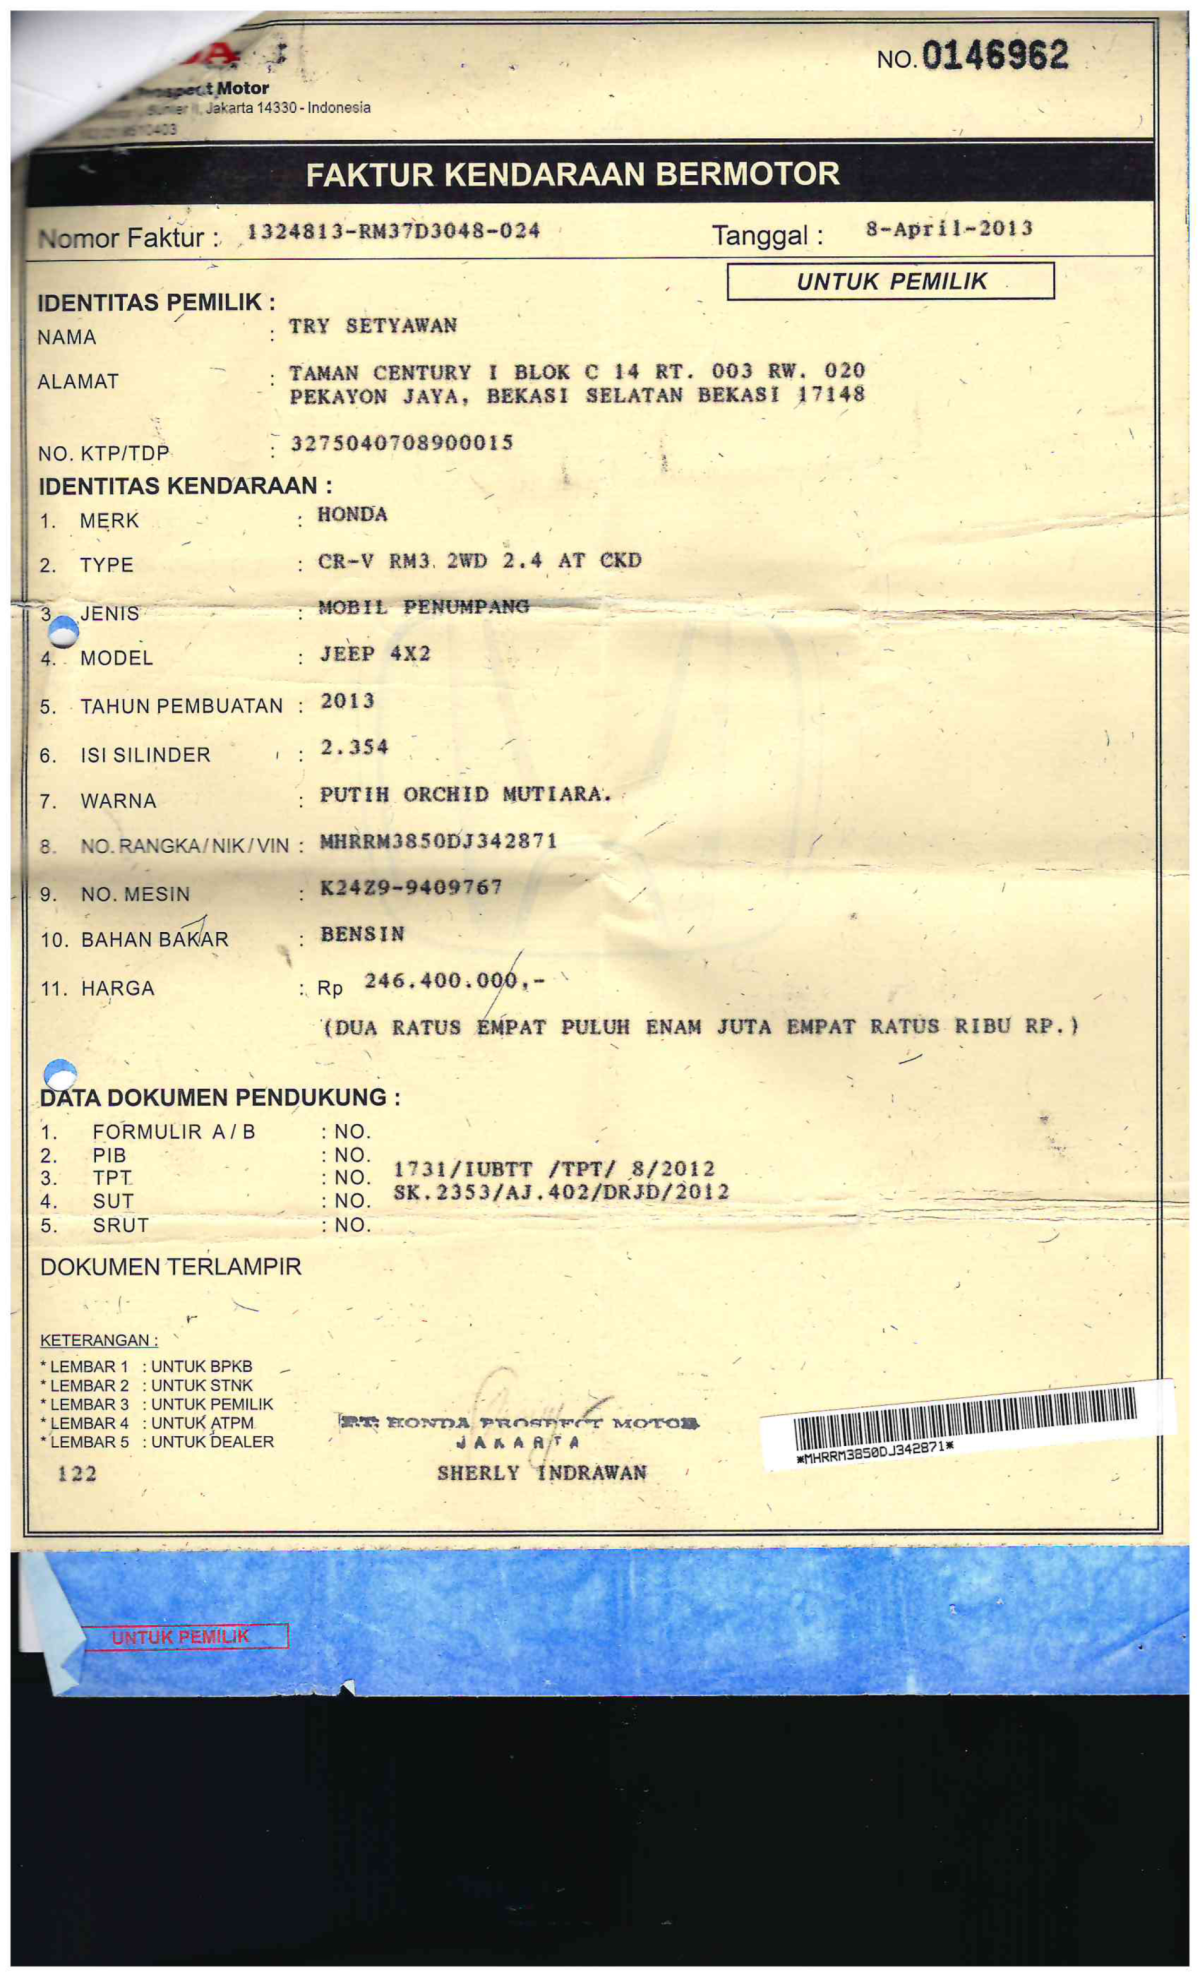 NO. 0146962
Prospect Motor
Sunter II, Jakarta 14330 - Indonesia
FAKTUR KENDARAAN BERMOTOR
Nomor Faktur : 1324813-RM37D3048-024 Tanggal : 8-April-2013
UNTUK PEMILIK
IDENTITAS PEMILIK :
NAMA : TRY SETYAWAN
ALAMAT : TAMAN CENTURY I BLOK C 14 RT. 003 RW. 020
PEKAYON JAYA, BEKASI SELATAN BEKASI 17148
NO. KTP/TDP : 3275040708900015
IDENTITAS KENDARAAN :
1. MERK : HONDA
2. TYPE : CR-V RM3 2WD 2.4 AT CKD
3. JENIS : MOBIL PENUMPANG
4. MODEL : JEEP 4X2
5. TAHUN PEMBUATAN : 2013
6. ISI SILINDER : 2.354
7. WARNA : PUTIH ORCHID MUTIARA.
8. NO. RANGKA/NIK/VIN : MHRRM3850DJ342871
9. NO. MESIN : K24Z9-9409767
10. BAHAN BAKAR : BENSIN
11. HARGA : Rp 246.400.000,-
(DUA RATUS EMPAT PULUH ENAM JUTA EMPAT RATUS RIBU RP.)
DATA DOKUMEN PENDUKUNG :
1. FORMULIR A / B : NO.
2. PIB : NO.
3. TPT : NO. 1731/IUBTT /TPT/ 8/2012
4. SUT : NO. SK.2353/AJ.402/DRJD/2012
5. SRUT : NO.
DOKUMEN TERLAMPIR
KETERANGAN :
* LEMBAR 1 : UNTUK BPKB
* LEMBAR 2 : UNTUK STNK
* LEMBAR 3 : UNTUK PEMILIK
* LEMBAR 4 : UNTUK ATPM
* LEMBAR 5 : UNTUK DEALER
P.T. HONDA PROSPECT MOTOR
JAKARTA
*MHRRM3850DJ342871*
122 SHERLY INDRAWAN
UNTUK PEMILIK